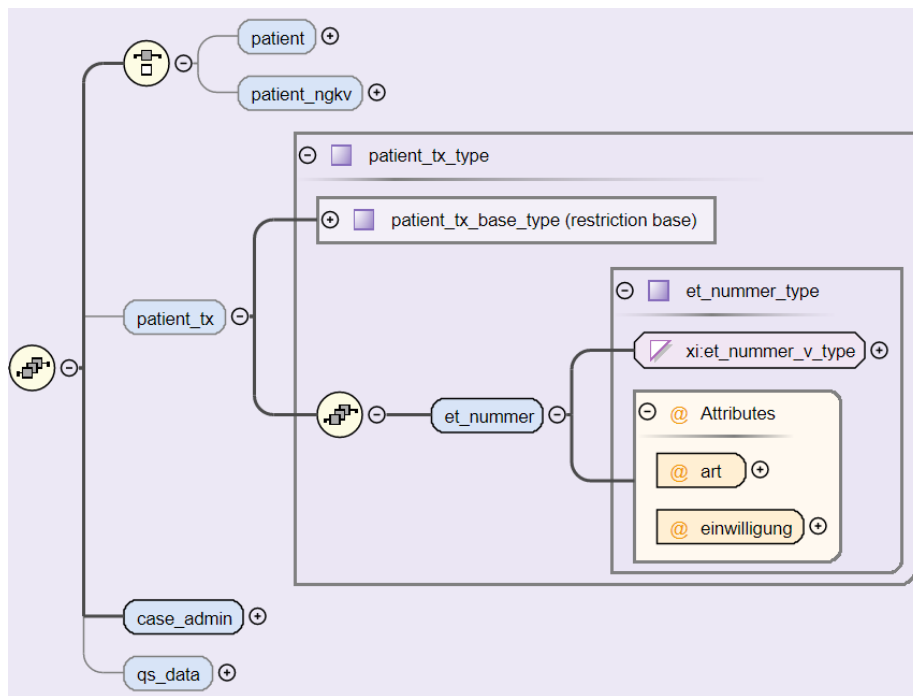 patient
patient_ngkv
patient_tx_type
patient_tx_base_type (restriction base)
et_nummer_type
patient_tx
xi:et_nummer_v_type
et_nummer
@ Attributes
@ art
@ einwilligung
case_admin
qs_data